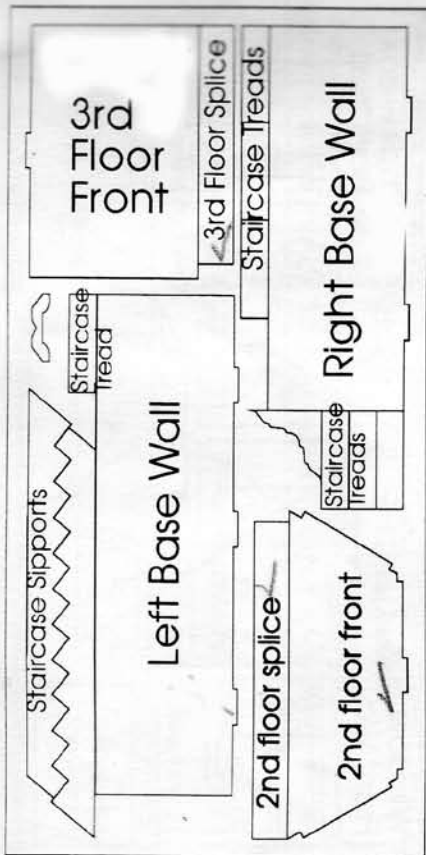 3rd
Floor
Front
3rd Floor Splice
Staircase Treads
Right Base Wall
Staircase
Tread
Left Base Wall
Staircase Sipports
Staircase
Treads
2nd floor splice
2nd floor front